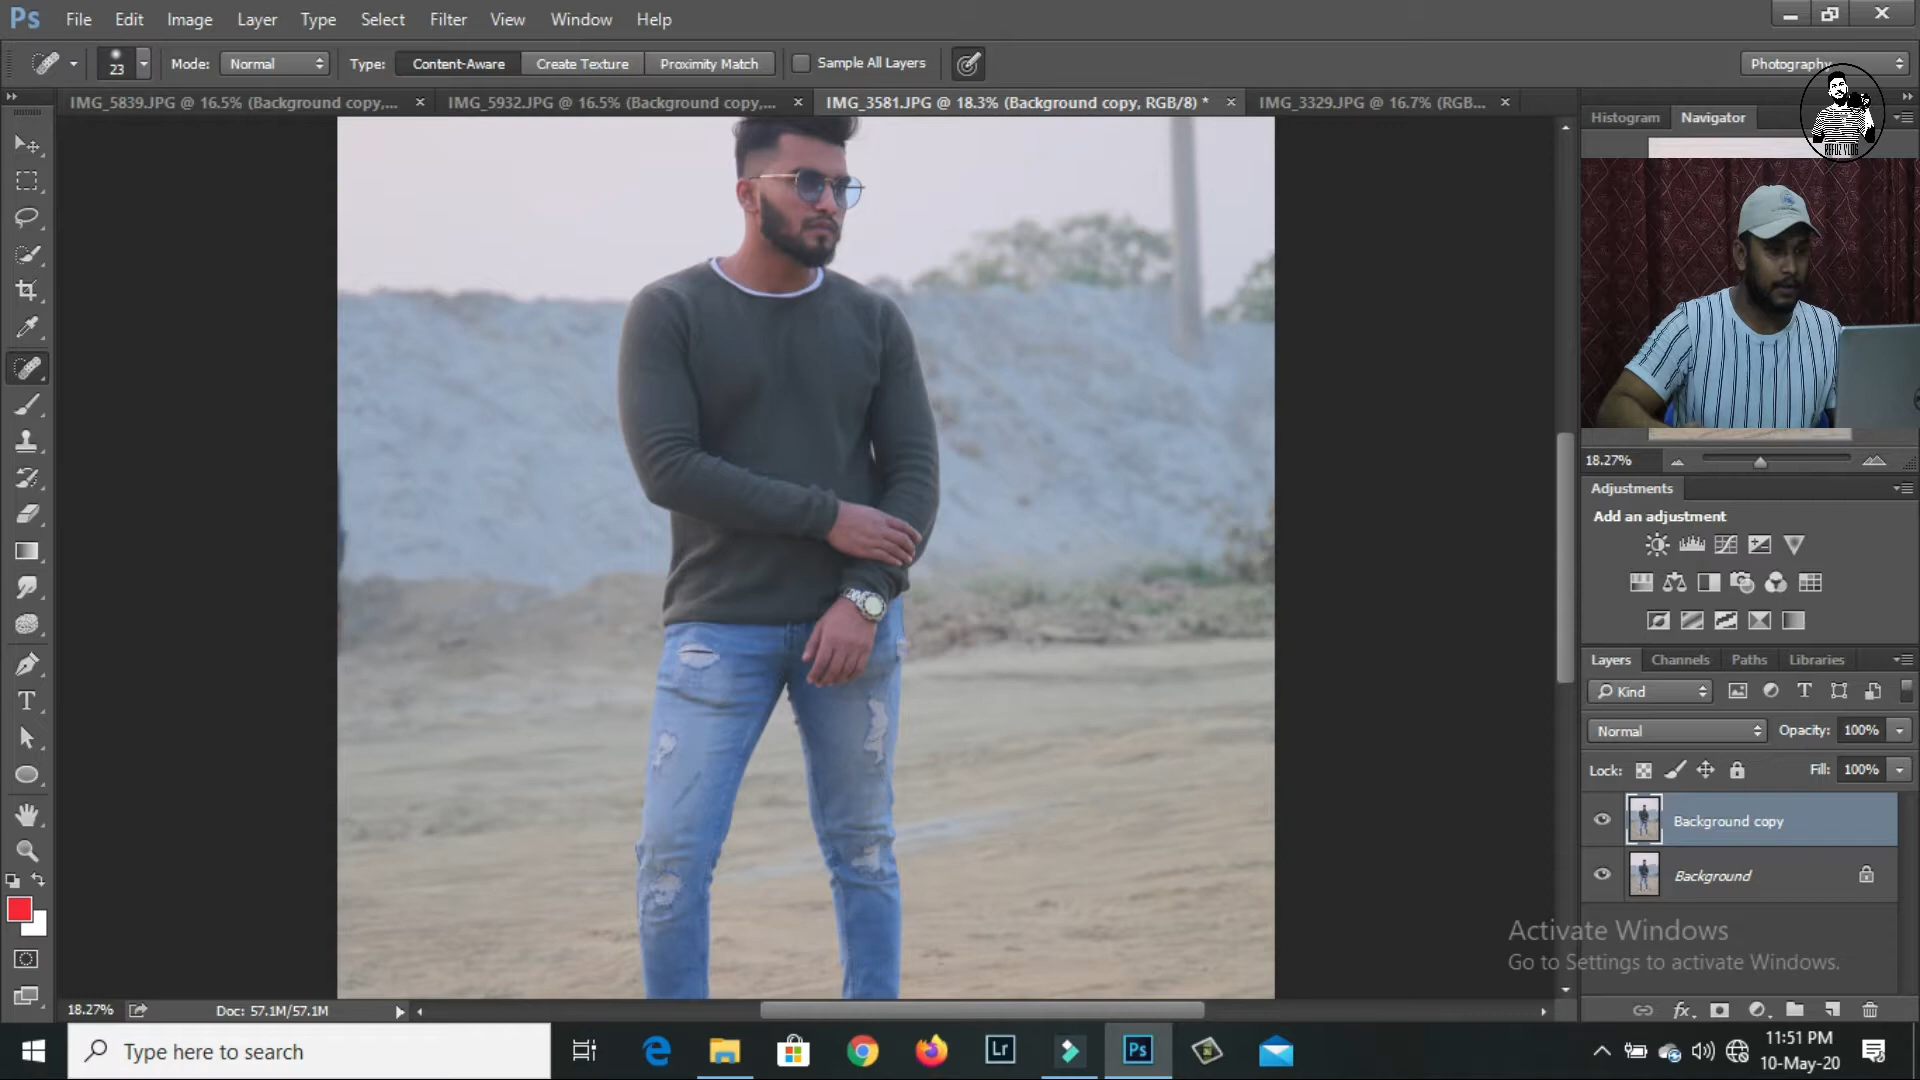 Ps File Edit Image Layer Type Select Filter View Window Help
23 Mode: Normal Type: Content-Aware Create Texture Proximity Match Sample All Layers Photography
IMG_5839.JPG @ 16.5% (Background copy,... × IMG_5932.JPG @ 16.5% (Background copy,... × IMG_3581.JPG @ 18.3% (Background copy, RGB/8) * × IMG_3329.JPG @ 16.7% (RGB... ×
Histogram Navigator
REFUZ VLOG
18.27%
Adjustments
Add an adjustment
Layers Channels Paths Libraries
Kind
Normal Opacity: 100%
Lock: Fill: 100%
Background copy
Background
Activate Windows
Go to Settings to activate Windows.
18.27% Doc: 57.1M/57.1M
Type here to search
Lr Ps
11:51 PM
10-May-20